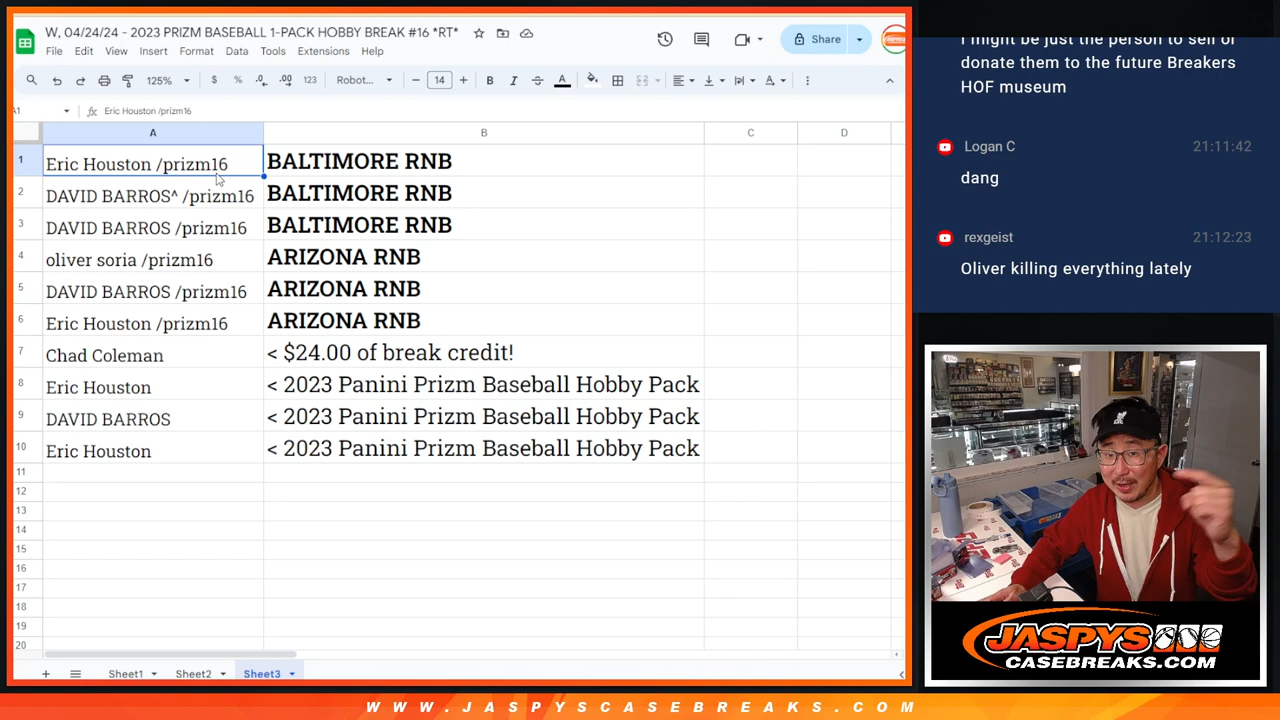 W, 04/24/24 - 2023 PRIZM BASEBALL 1-PACK HOBBY BREAK #16 *RT*
File Edit View Insert Format Data Tools Extensions Help
Share
125% $ % .0 .00 123 Robot... 14 B I A
A1 fx Eric Houston /prizm16
A B C D
1 Eric Houston /prizm16 BALTIMORE RNB
2 DAVID BARROS^ /prizm16 BALTIMORE RNB
3 DAVID BARROS /prizm16 BALTIMORE RNB
4 oliver soria /prizm16 ARIZONA RNB
5 DAVID BARROS /prizm16 ARIZONA RNB
6 Eric Houston /prizm16 ARIZONA RNB
7 Chad Coleman < $24.00 of break credit!
8 Eric Houston < 2023 Panini Prizm Baseball Hobby Pack
9 DAVID BARROS < 2023 Panini Prizm Baseball Hobby Pack
10 Eric Houston < 2023 Panini Prizm Baseball Hobby Pack
11
12
13
14
15
16
17
18
19
20
Sheet1 Sheet2 Sheet3
I might be just the person to sell or
donate them to the future Breakers
HOF museum
Logan C 21:11:42
dang
rexgeist 21:12:23
Oliver killing everything lately
JASPYS
CASEBREAKS.COM
WWW.JASPYSCASEBREAKS.COM